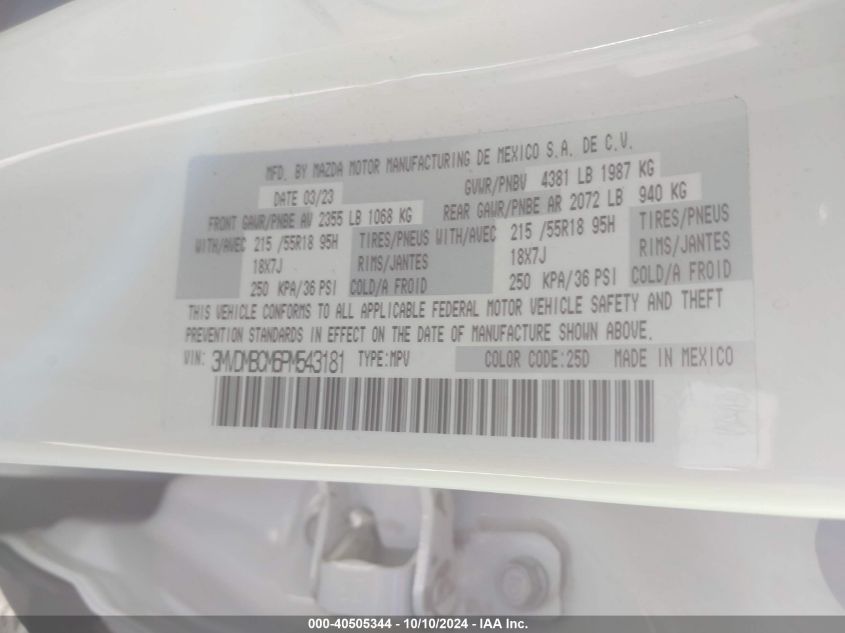 MFD. BY MAZDA MOTOR MANUFACTURING DE MEXICO S.A. DE C.V.
DATE 03/23 GVWR/PNBV 4381 LB 1987 KG
FRONT GAWR/PNBE AV 2355 LB 1068 KG REAR GAWR/PNBE AR 2072 LB 940 KG
WITH/AVEC 215 /55R18 95H TIRES/PNEUS WITH/AVEC 215 /55R18 95H TIRES/PNEUS
18X7J RIMS/JANTES 18X7J RIMS/JANTES
250 KPA/36 PSI COLD/A FROID 250 KPA/36 PSI COLD/A FROID
THIS VEHICLE CONFORMS TO ALL APPLICABLE FEDERAL MOTOR VEHICLE SAFETY AND THEFT
PREVENTION STANDARDS IN EFFECT ON THE DATE OF MANUFACTURE SHOWN ABOVE.
VIN: 3MVDMBCM6PM543181 TYPE:MPV COLOR CODE:25D MADE IN MEXICO
000-40505344 - 10/10/2024 - IAA Inc.